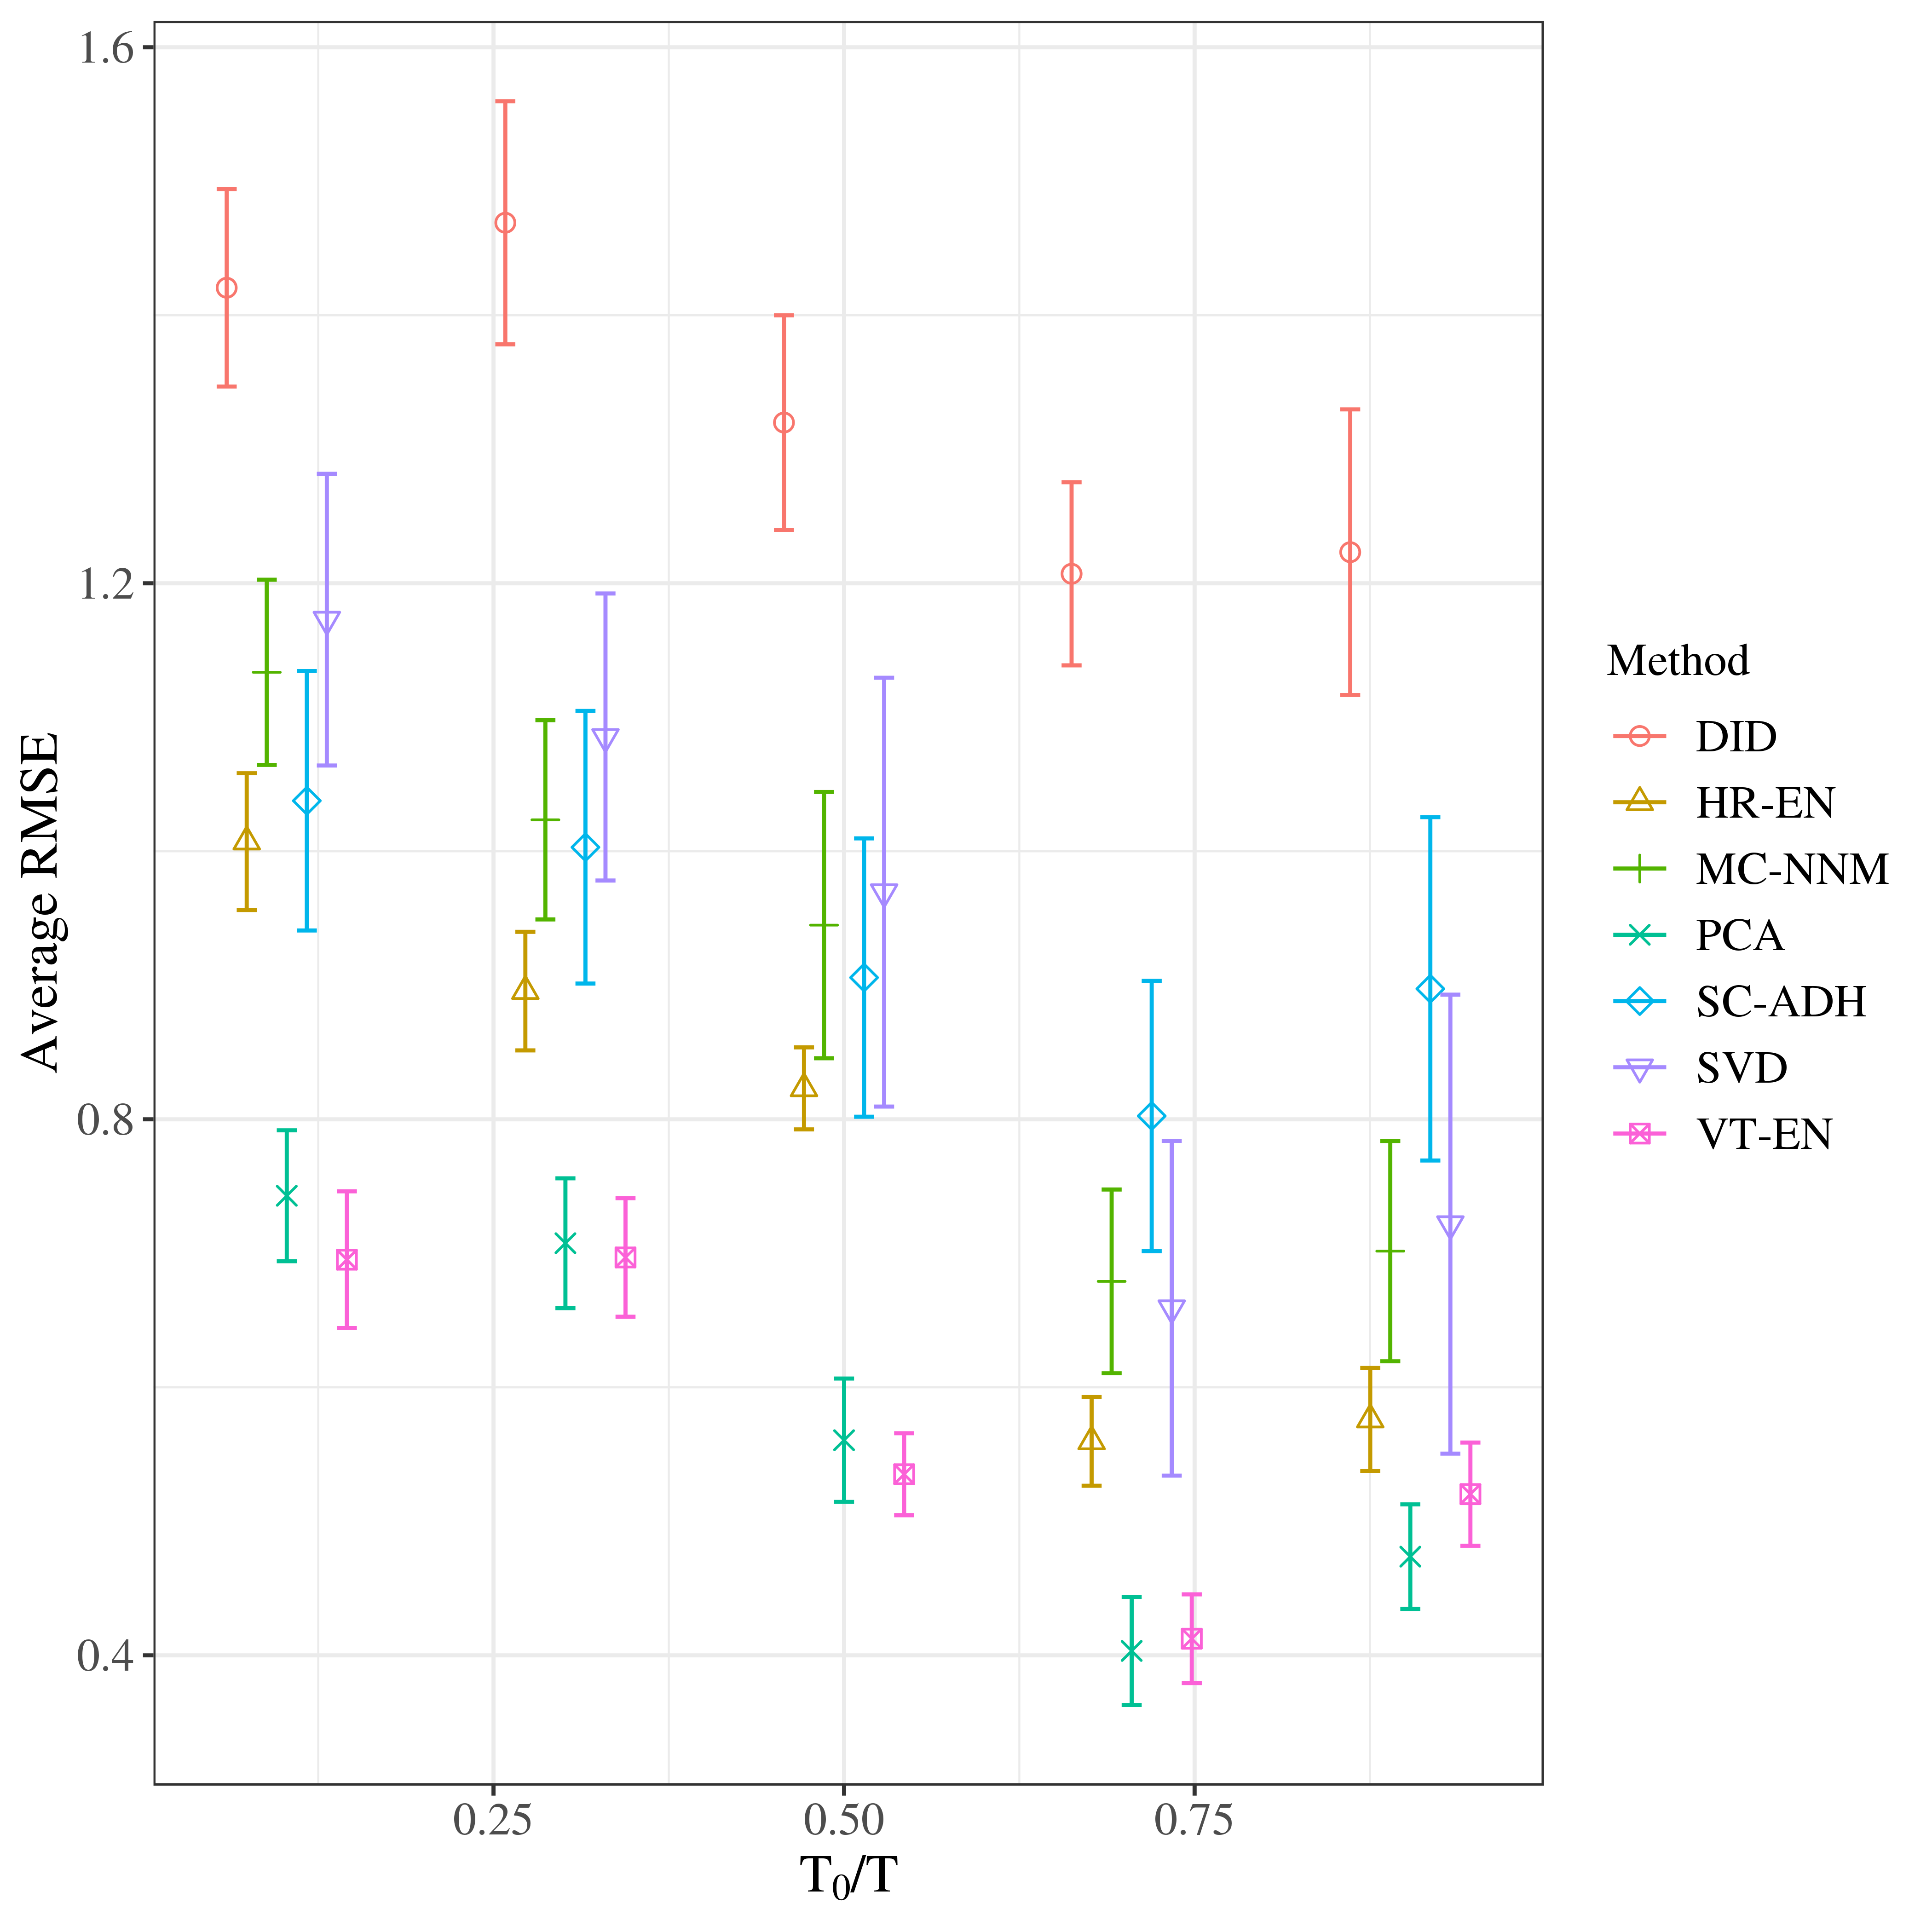 1.6
1.2
0.8
0.4
Average RMSE
0.25 0.50 0.75
T₀/T
Method
DID
HR-EN
MC-NNM
PCA
SC-ADH
SVD
VT-EN